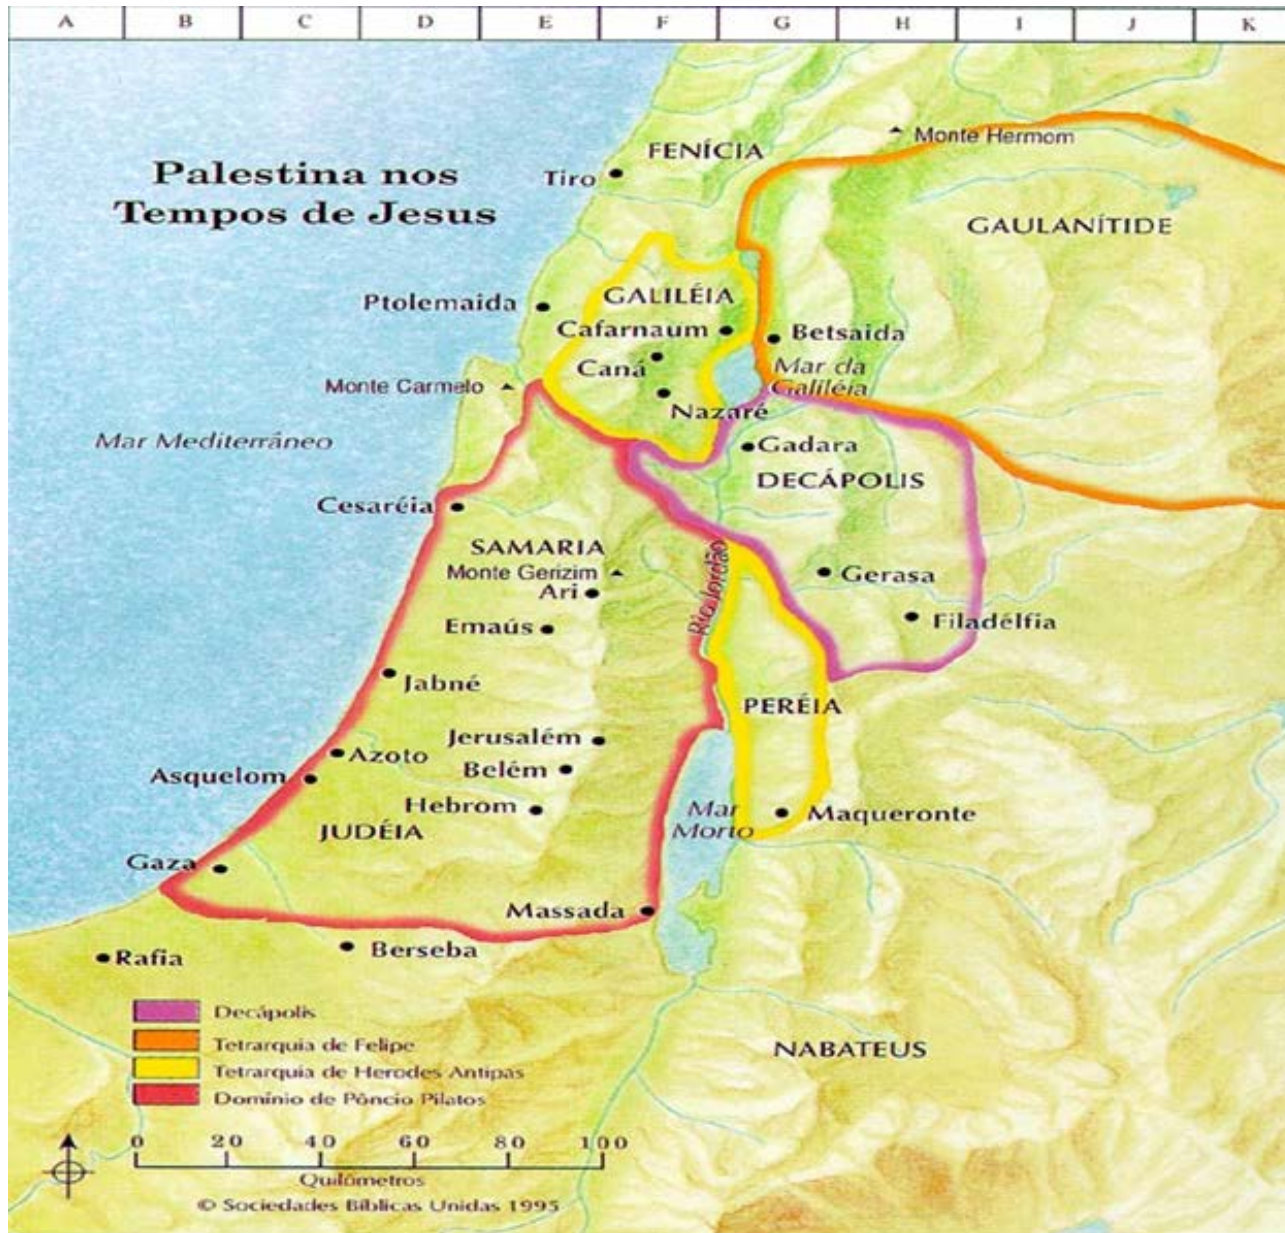 A B C D E F G H I J K
Monte Hermom
FENÍCIA
Palestina nos
Tempos de Jesus
Tiro
GAULANÍTIDE
GALILÉIA
Ptolemaida
Cafarnaum
Betsaida
Caná
Mar da
Galiléia
Monte Carmelo
Nazaré
Mar Mediterrâneo
Gadara
DECÁPOLIS
Cesaréia
SAMARIA
Monte Gerizim
Ari
Rio Jordão
Gerasa
Emaús
Filadélfia
Jabné
PERÉIA
Jerusalém
Azoto
Belém
Asquelom
Hebrom
Mar
Morto
Maqueronte
JUDÉIA
Gaza
Massada
Berseba
Rafia
Decápolis
Tetrarquia de Felipe
Tetrarquia de Herodes Antipas
Domínio de Pôncio Pilatos
NABATEUS
0 20 40 60 80 100
Quilômetros
© Sociedades Bíblicas Unidas 1995